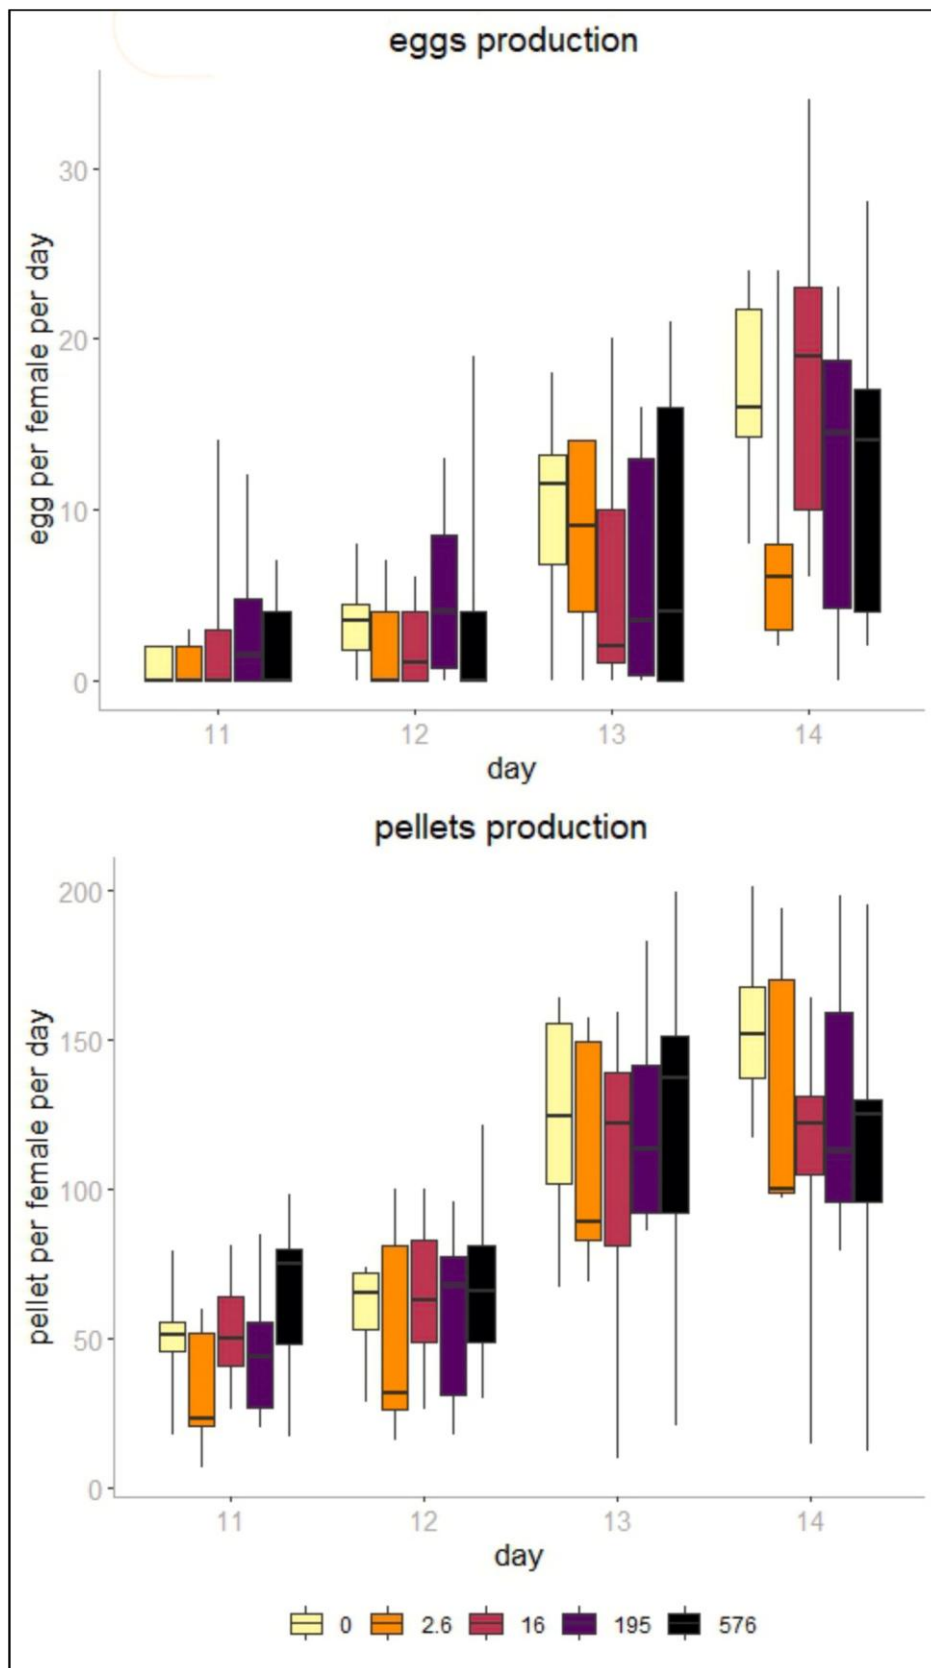 eggs production
egg per female per day
30
20
10
0
11 12 13 14
day
pellets production
pellet per female per day
200
150
100
50
0
11 12 13 14
day
0 2.6 16 195 576